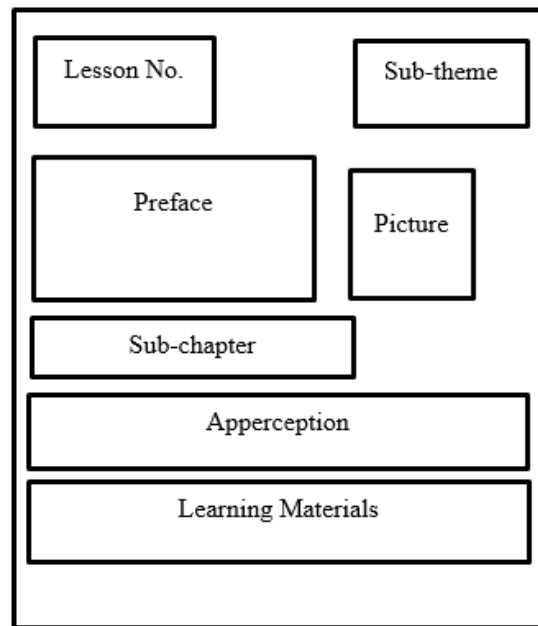 Lesson No.
Sub-theme
Preface
Picture
Sub-chapter
Apperception
Learning Materials